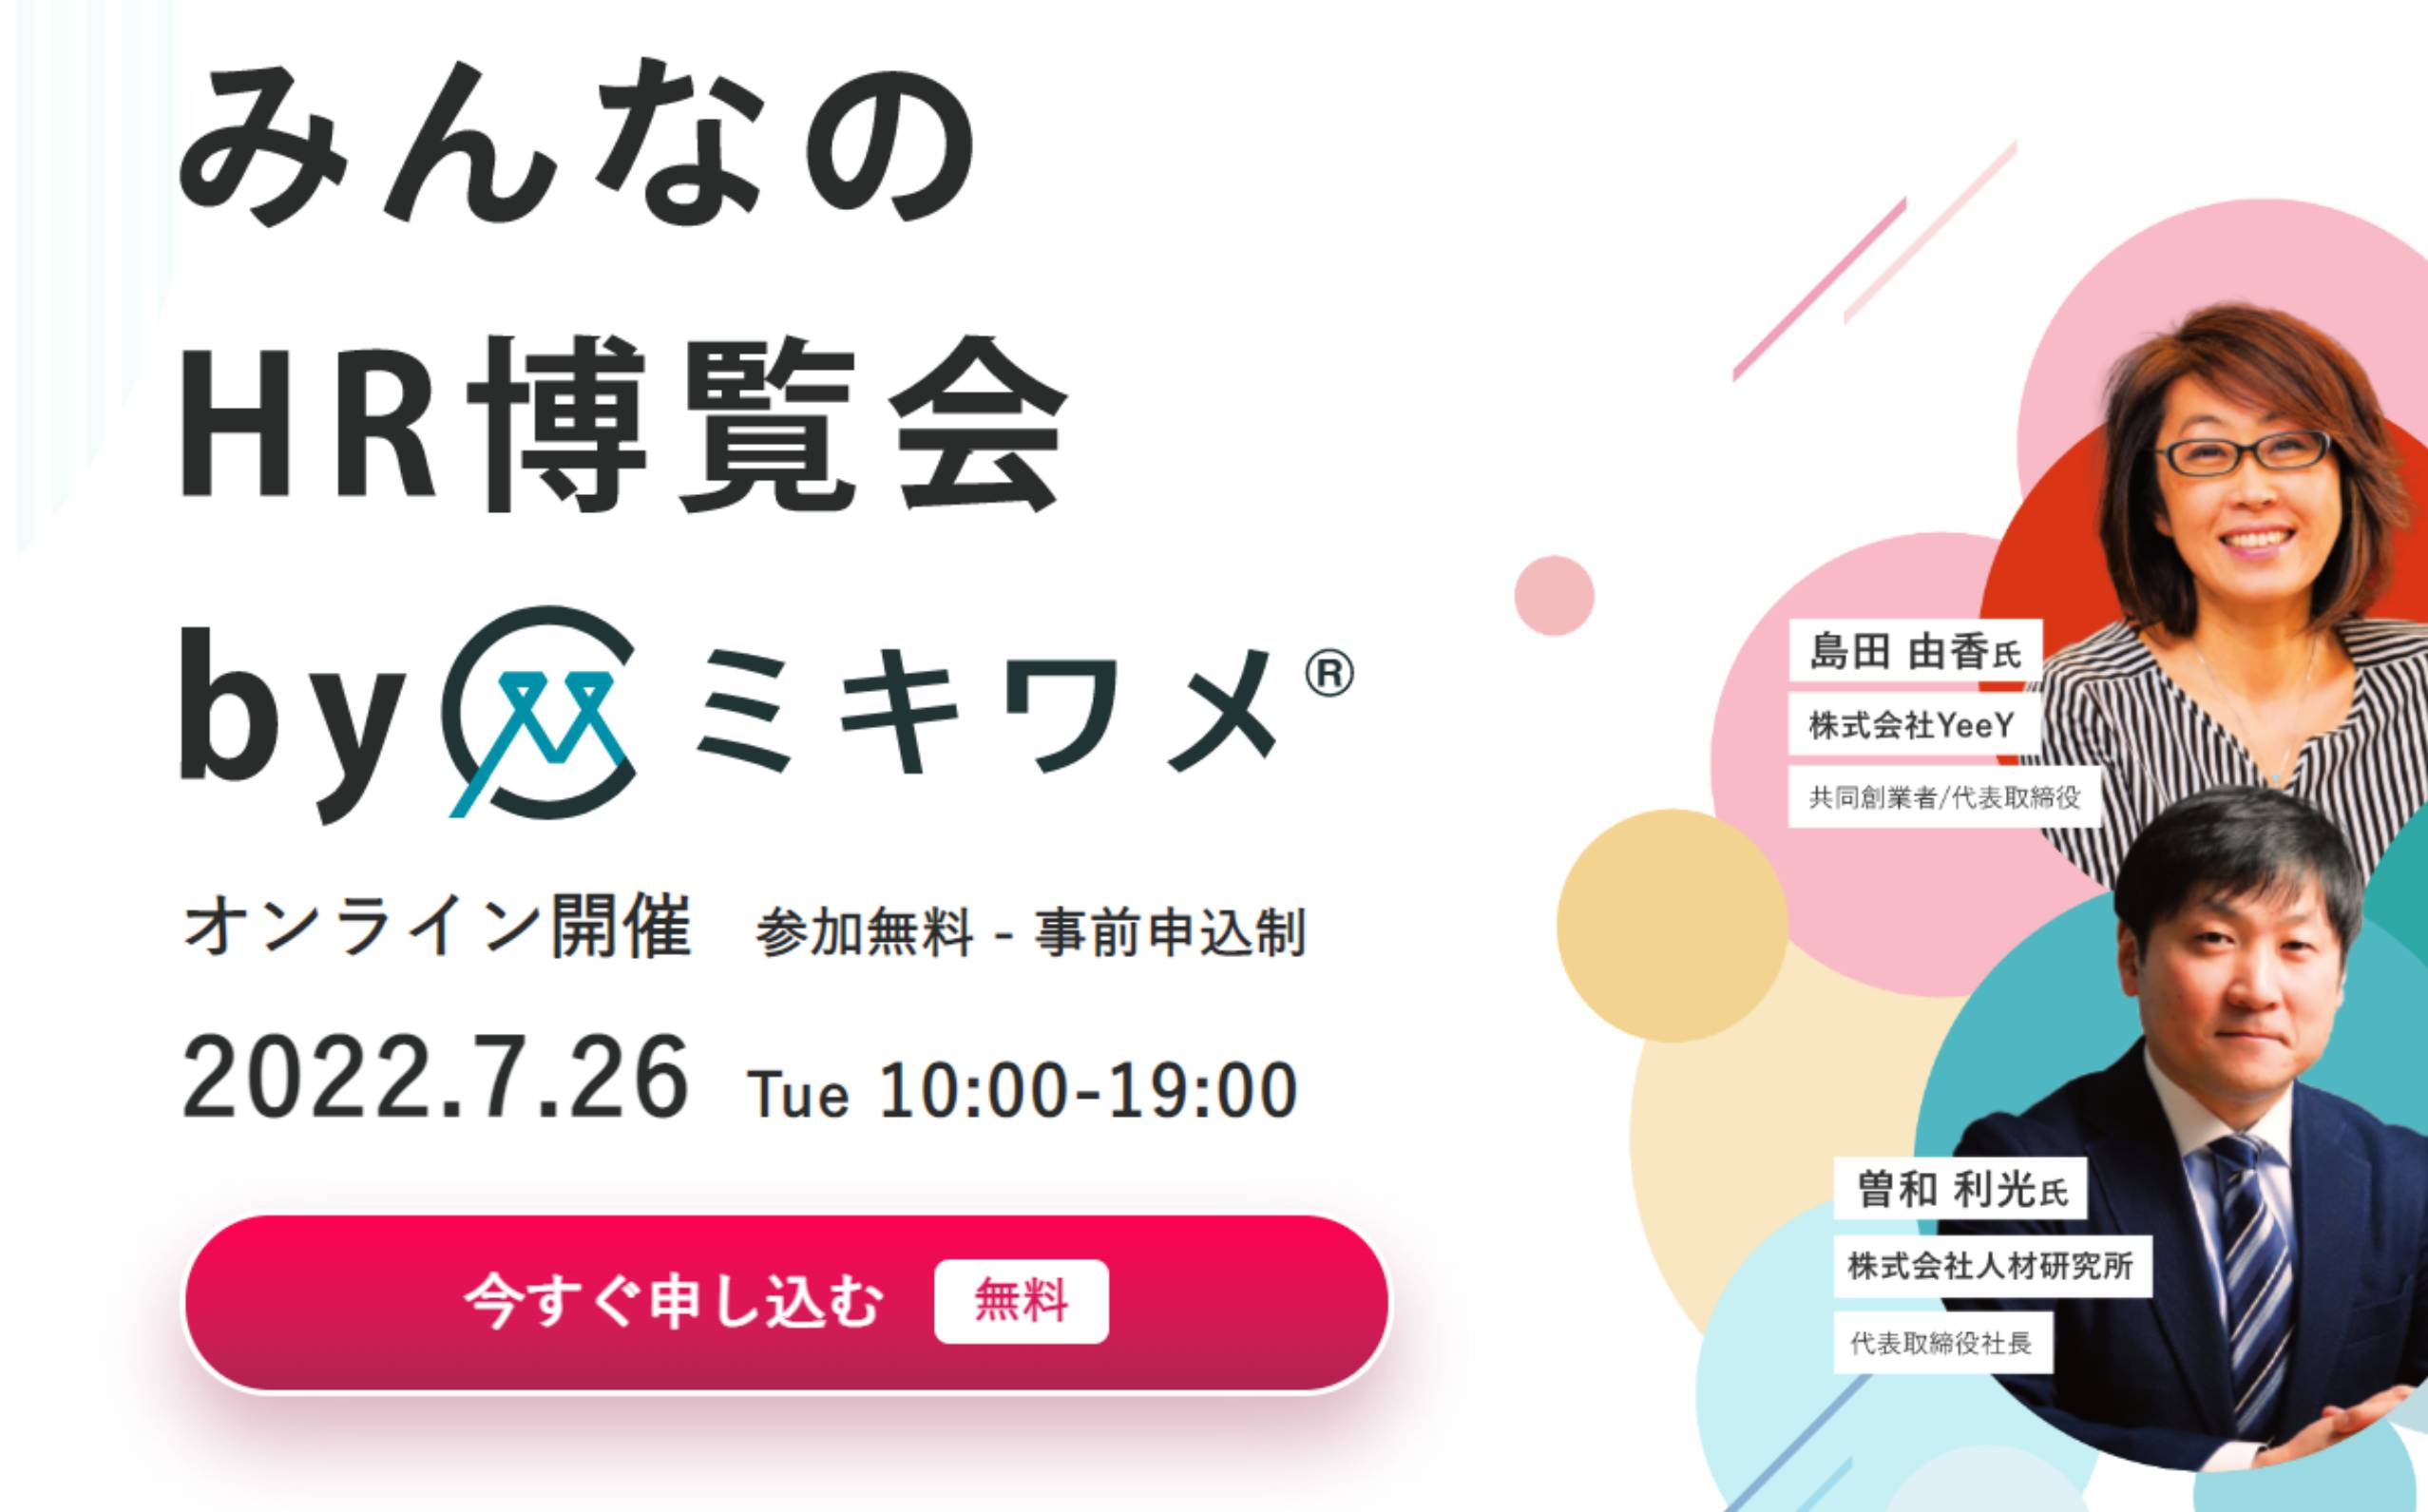 みんなの
HR博覧会
by ミキワメ®
オンライン開催 参加無料 - 事前申込制
2022.7.26 Tue 10:00-19:00
今すぐ申し込む 無料
島田 由香氏
株式会社YeeY
共同創業者/代表取締役
曽和 利光氏
株式会社人材研究所
代表取締役社長